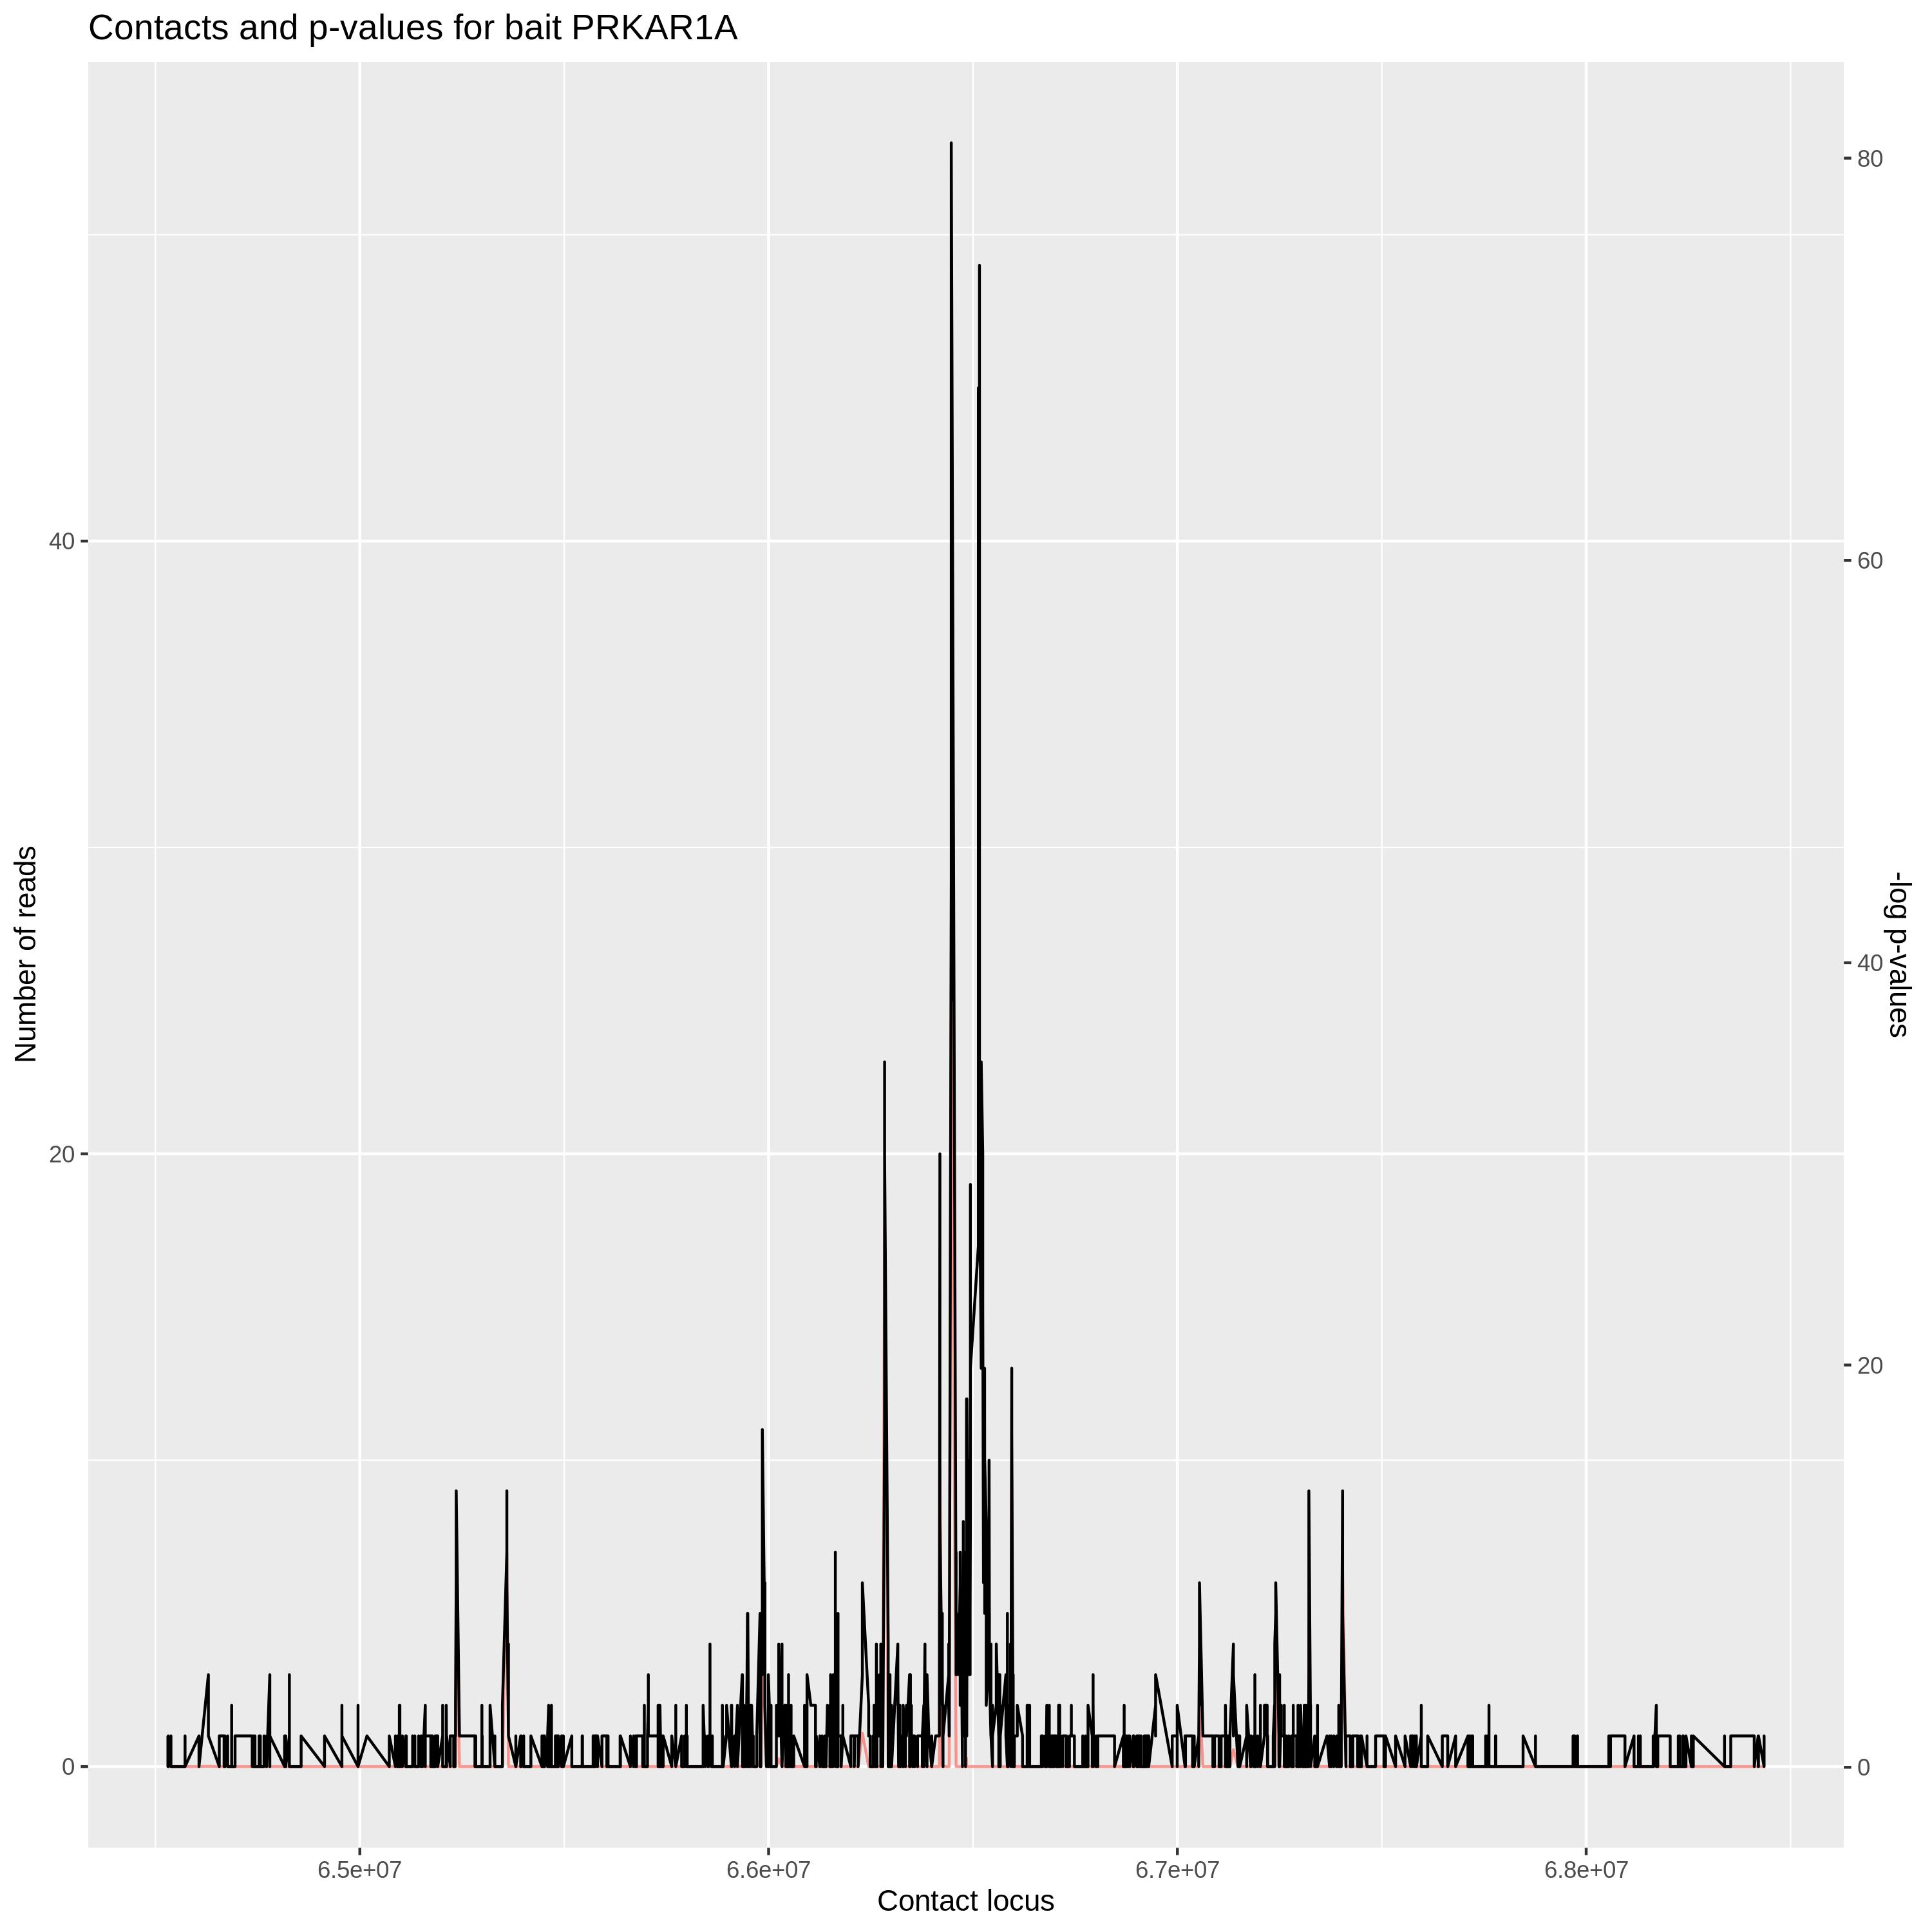 Contacts and p-values for bait PRKAR1A
Number of reads
40
20
0
80
60
40
20
0
-log p-values
6.5e+07
6.6e+07
6.7e+07
6.8e+07
Contact locus